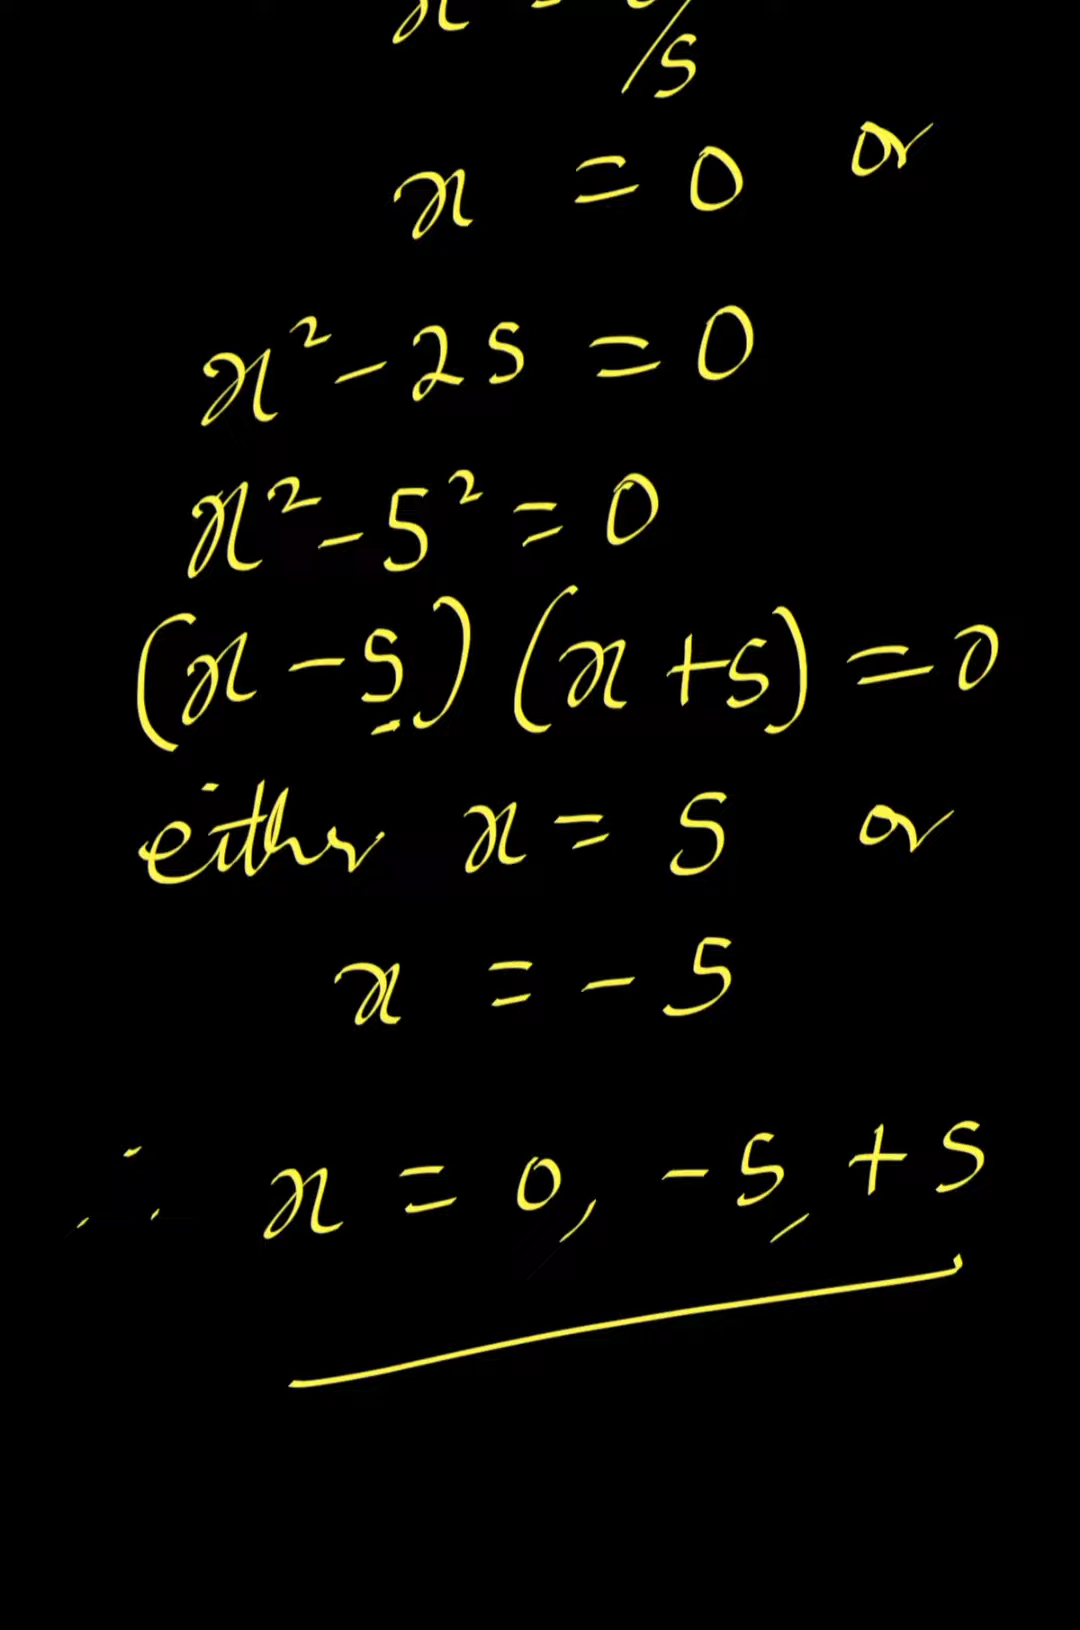 x = 0/5
x = 0 or
x² - 25 = 0
x² - 5² = 0
(x - 5) (x + 5) = 0
either x = 5 or
x = - 5
∴ x = 0, - 5, + 5